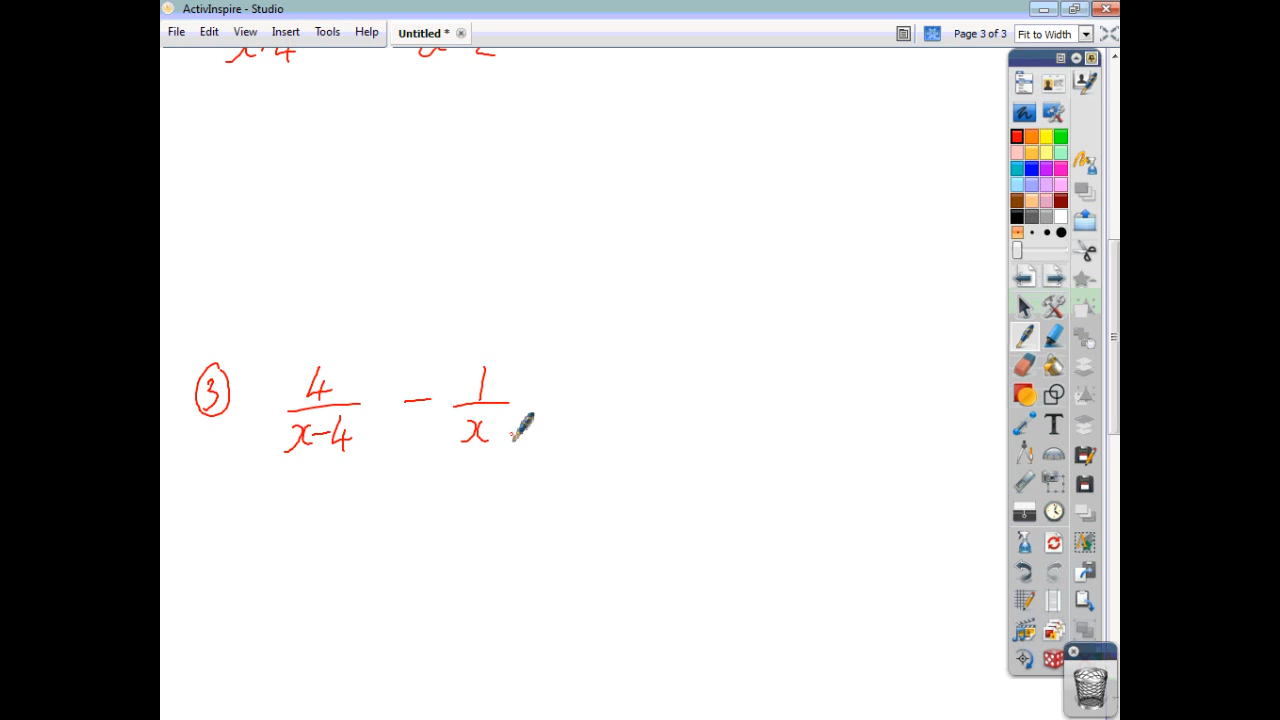 ActivInspire - Studio
File Edit View Insert Tools Help Untitled * Page 3 of 3 Fit to Width
③ 4/(x-4) - 1/x